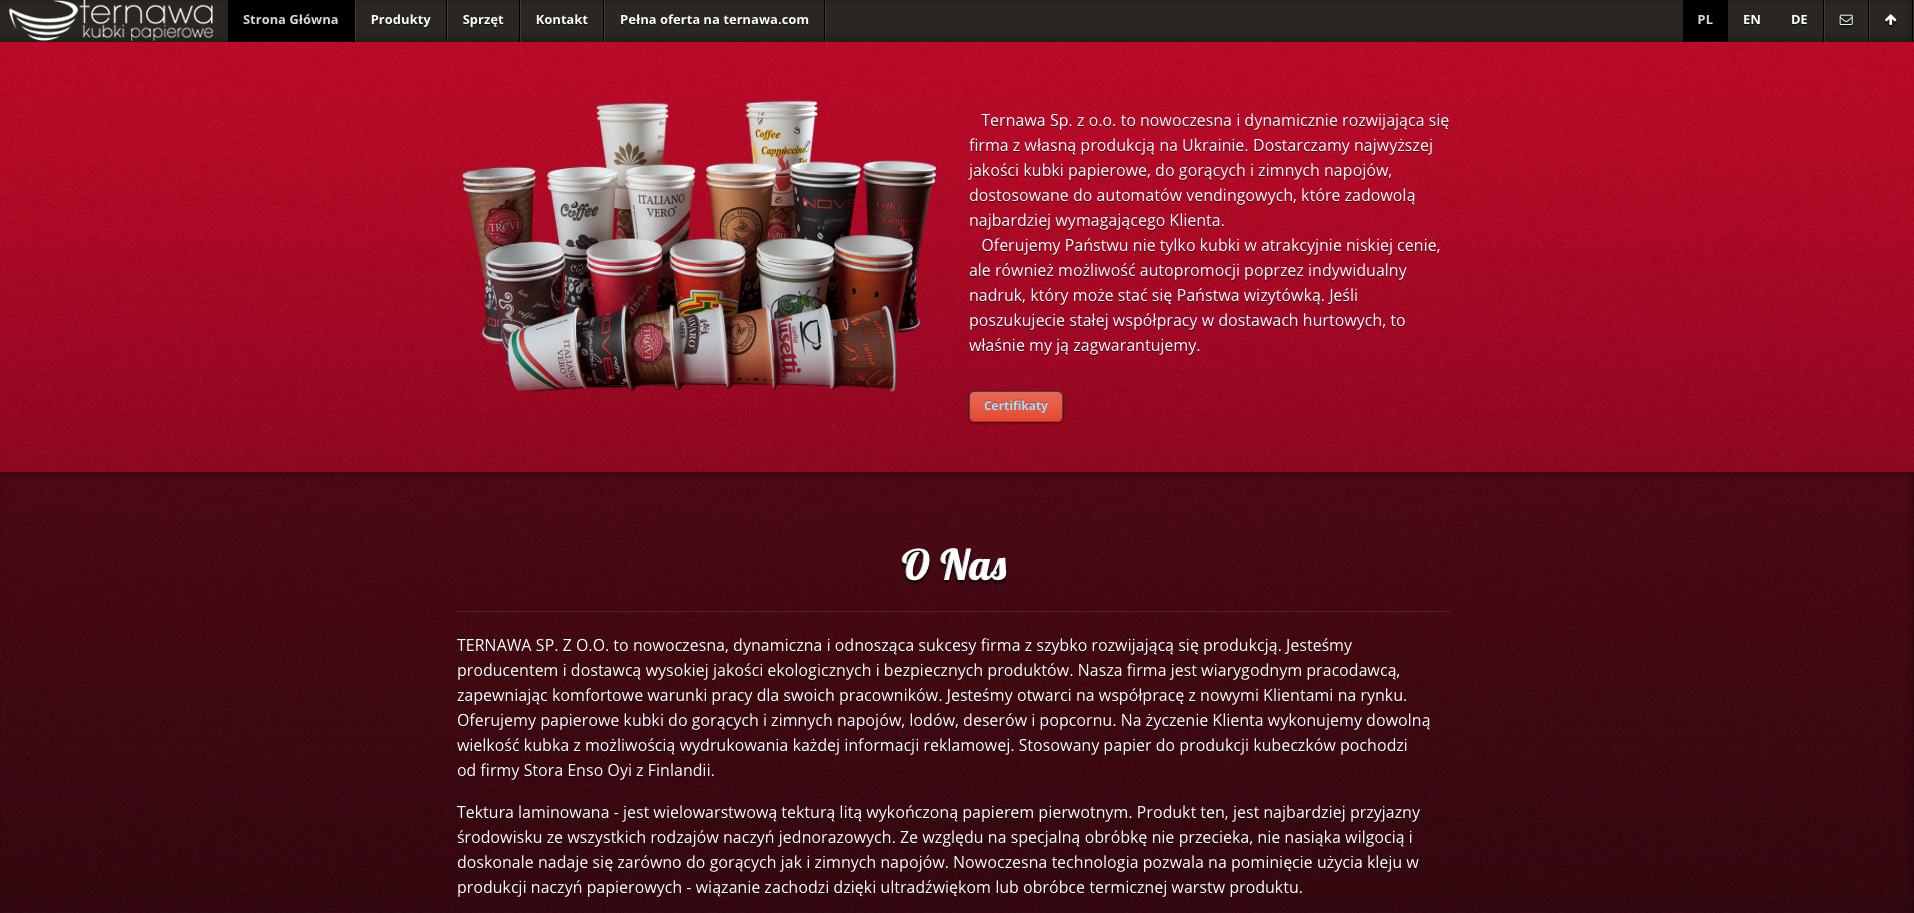 ternawa
kubki papierowe
Strona Główna
Produkty
Sprzęt
Kontakt
Pełna oferta na ternawa.com
PL
EN
DE
Coffee
Cappuccino
ITALIANO
VERO
Coffee
TREVI
NOVE
Coffee
Ternawa Sp. z o.o. to nowoczesna i dynamicznie rozwijająca się
firma z własną produkcją na Ukrainie. Dostarczamy najwyższej
jakości kubki papierowe, do gorących i zimnych napojów,
dostosowane do automatów vendingowych, które zadowolą
najbardziej wymagającego Klienta.
Oferujemy Państwu nie tylko kubki w atrakcyjnie niskiej cenie,
ale również możliwość autopromocji poprzez indywidualny
nadruk, który może stać się Państwa wizytówką. Jeśli
poszukujecie stałej współpracy w dostawach hurtowych, to
właśnie my ją zagwarantujemy.
Certifikaty
O Nas
TERNAWA SP. Z O.O. to nowoczesna, dynamiczna i odnosząca sukcesy firma z szybko rozwijającą się produkcją. Jesteśmy
producentem i dostawcą wysokiej jakości ekologicznych i bezpiecznych produktów. Nasza firma jest wiarygodnym pracodawcą,
zapewniając komfortowe warunki pracy dla swoich pracowników. Jesteśmy otwarci na współpracę z nowymi Klientami na rynku.
Oferujemy papierowe kubki do gorących i zimnych napojów, lodów, deserów i popcornu. Na życzenie Klienta wykonujemy dowolną
wielkość kubka z możliwością wydrukowania każdej informacji reklamowej. Stosowany papier do produkcji kubeczków pochodzi
od firmy Stora Enso Oyi z Finlandii.
Tektura laminowana - jest wielowarstwową tekturą litą wykończoną papierem pierwotnym. Produkt ten, jest najbardziej przyjazny
środowisku ze wszystkich rodzajów naczyń jednorazowych. Ze względu na specjalną obróbkę nie przecieka, nie nasiąka wilgocią i
doskonale nadaje się zarówno do gorących jak i zimnych napojów. Nowoczesna technologia pozwala na pominięcie użycia kleju w
produkcji naczyń papierowych - wiązanie zachodzi dzięki ultradźwiękom lub obróbce termicznej warstw produktu.